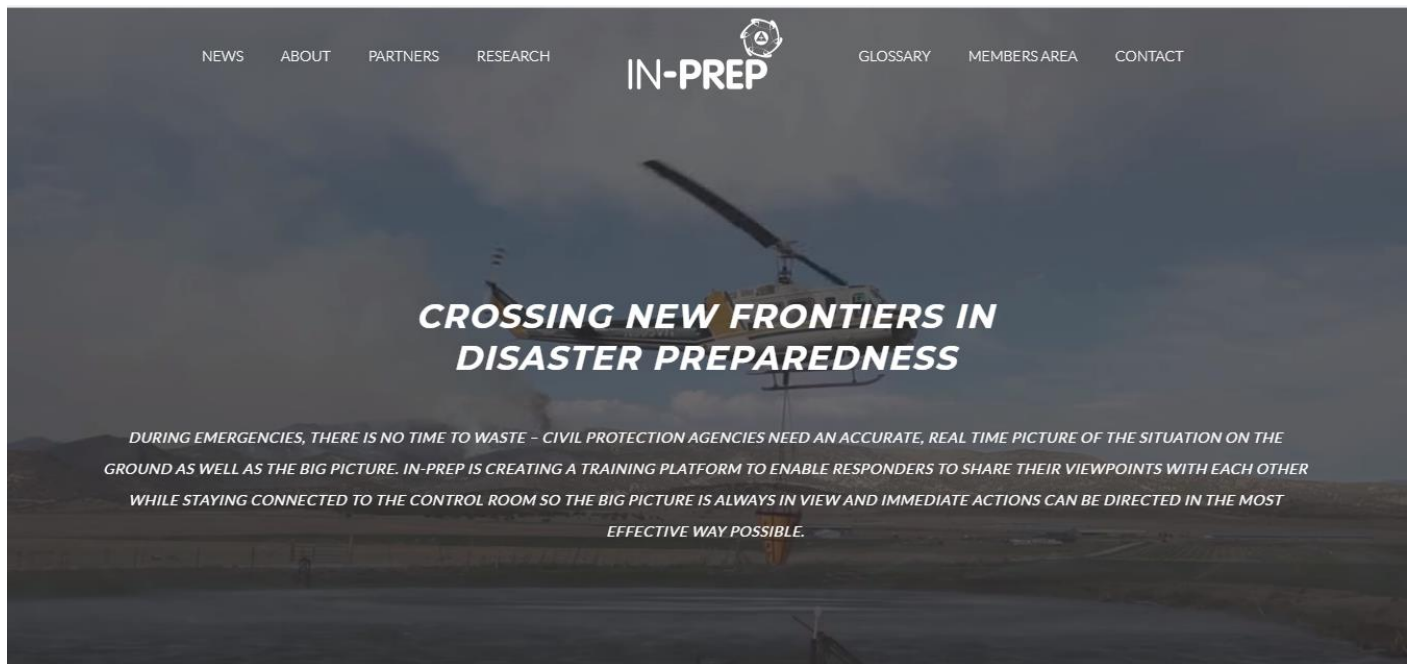 NEWS ABOUT PARTNERS RESEARCH IN-PREP GLOSSARY MEMBERS AREA CONTACT
CROSSING NEW FRONTIERS IN
DISASTER PREPAREDNESS
DURING EMERGENCIES, THERE IS NO TIME TO WASTE – CIVIL PROTECTION AGENCIES NEED AN ACCURATE, REAL TIME PICTURE OF THE SITUATION ON THE
GROUND AS WELL AS THE BIG PICTURE. IN-PREP IS CREATING A TRAINING PLATFORM TO ENABLE RESPONDERS TO SHARE THEIR VIEWPOINTS WITH EACH OTHER
WHILE STAYING CONNECTED TO THE CONTROL ROOM SO THE BIG PICTURE IS ALWAYS IN VIEW AND IMMEDIATE ACTIONS CAN BE DIRECTED IN THE MOST
EFFECTIVE WAY POSSIBLE.